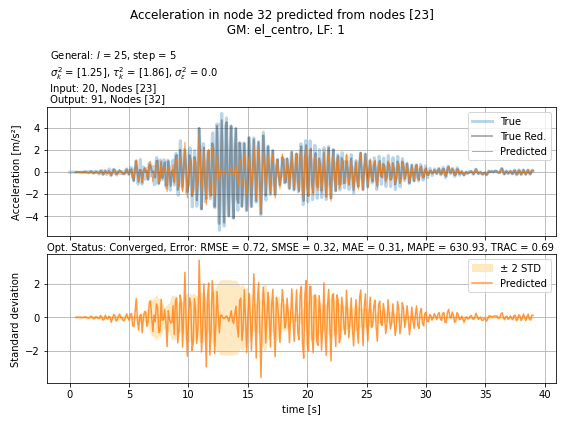 Acceleration in node 32 predicted from nodes [23]
GM: el_centro, LF: 1
General: l = 25, step = 5
σ²ₖ = [1.25], τ²ₖ = [1.86], σ²ε = 0.0
Input: 20, Nodes [23]
Output: 91, Nodes [32]
Acceleration [m/s²]
4
2
0
−2
−4
True
True Red.
Predicted
Opt. Status: Converged, Error: RMSE = 0.72, SMSE = 0.32, MAE = 0.31, MAPE = 630.93, TRAC = 0.69
Standard deviation
2
0
−2
± 2 STD
Predicted
0 5 10 15 20 25 30 35 40
time [s]